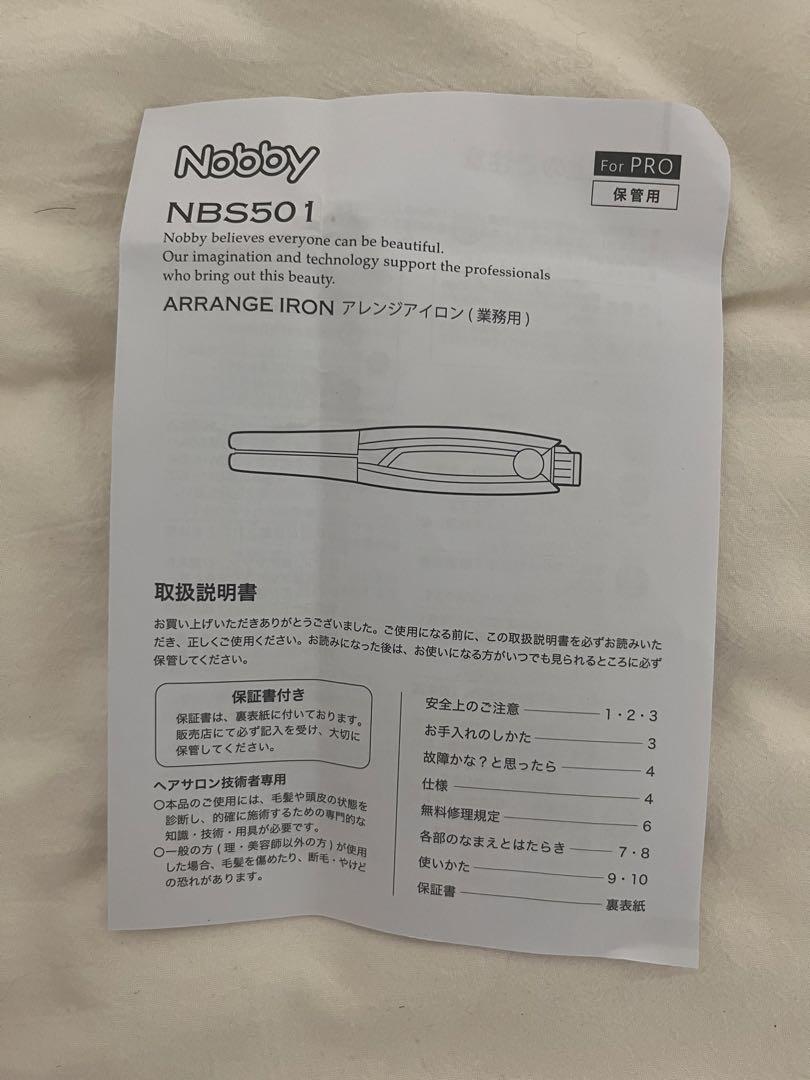 Nobby
For PRO
保管用
NBS501
Nobby believes everyone can be beautiful.
Our imagination and technology support the professionals
who bring out this beauty.
ARRANGE IRON アレンジアイロン(業務用)
取扱説明書
お買い上げいただきありがとうございました。ご使用になる前に、この取扱説明書を必ずお読みいた
だき、正しくご使用ください。お読みになった後は、お使いになる方がいつでも見られるところに必ず
保管してください。
保証書付き
保証書は、裏表紙に付いております。
販売店にて必ず記入を受け、大切に
保管してください。
ヘアサロン技術者専用
○本品のご使用には、毛髪や頭皮の状態を
診断し、的確に施術するための専門的な
知識・技術・用具が必要です。
○一般の方(理・美容師以外の方)が使用
した場合、毛髪を傷めたり、断毛・やけど
の恐れがあります。
安全上のご注意 1・2・3
お手入れのしかた 3
故障かな?と思ったら 4
仕様 4
無料修理規定 6
各部のなまえとはたらき 7・8
使いかた 9・10
保証書 裏表紙